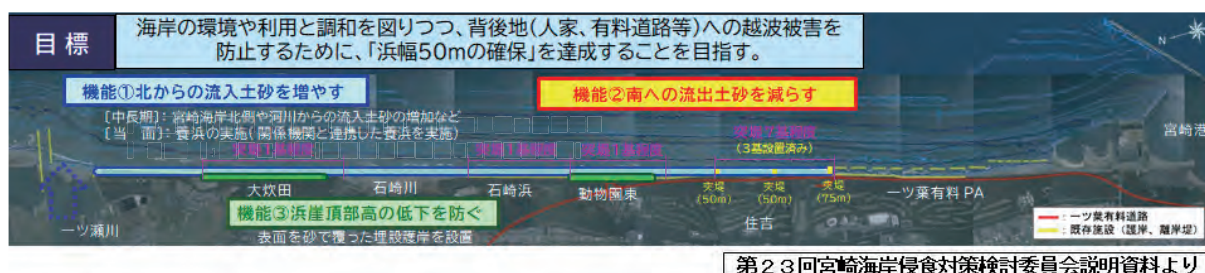 目標
海岸の環境や利用と調和を図りつつ、背後地(人家、有料道路等)への越波被害を
防止するために、「浜幅50mの確保」を達成することを目指す。
N
機能①北からの流入土砂を増やす
機能②南への流出土砂を減らす
〔中長期〕:宮崎海岸北側や河川からの流入土砂の増加など
〔当 面〕:養浜の実施(関係機関と連携した養浜を実施)
宮崎港
(3基設置済み)
大炊田
石崎川
石崎浜
動物園東
突堤
(50m)
突堤
(50m)
突堤
(75m)
一ツ葉有料PA
一ツ瀬川
機能③浜崖頂部高の低下を防ぐ
住吉
表面を砂で覆った埋設護岸を設置
:一ツ葉有料道路
:既存施設(護岸、離岸堤)
第23回宮崎海岸侵食対策検討委員会説明資料より